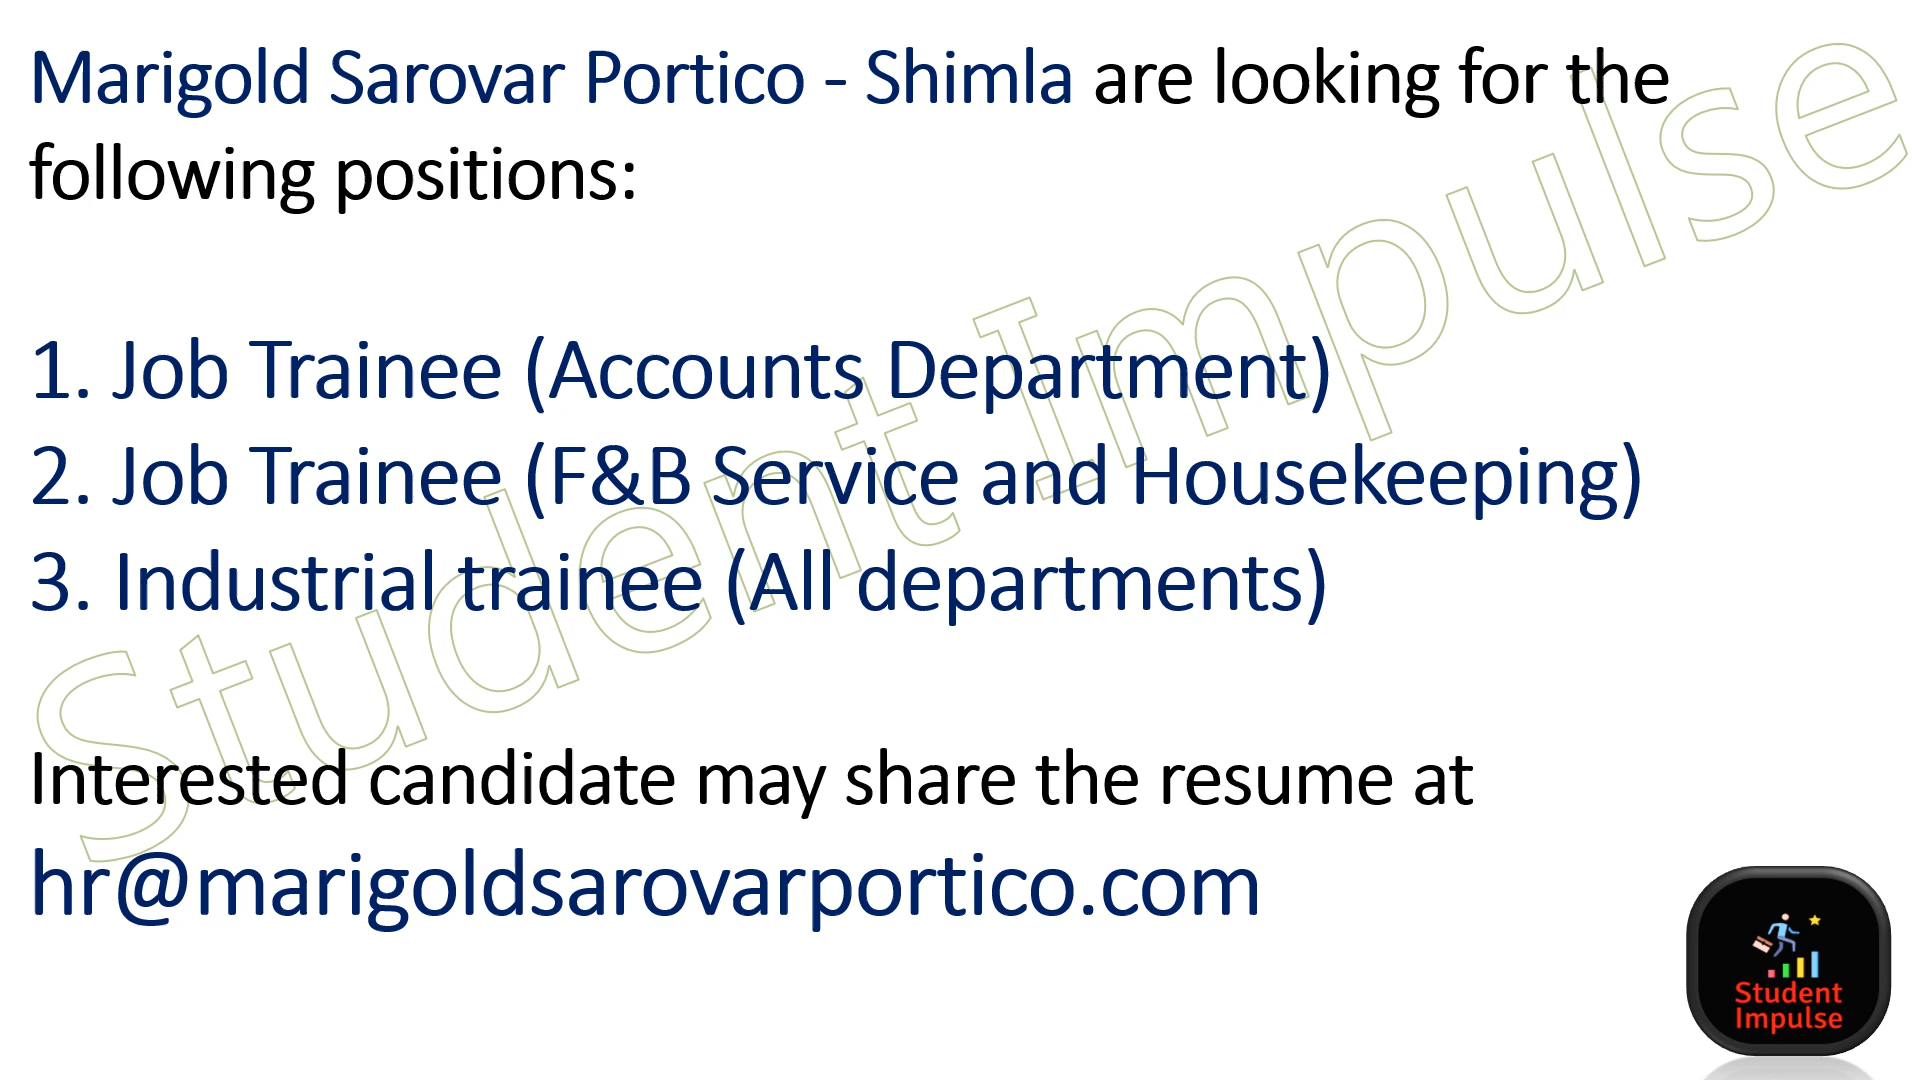 Marigold Sarovar Portico - Shimla are looking for the
following positions:
1. Job Trainee (Accounts Department)
2. Job Trainee (F&B Service and Housekeeping)
3. Industrial trainee (All departments)
Interested candidate may share the resume at
hr@marigoldsarovarportico.com
Student Impulse
Student
Impulse